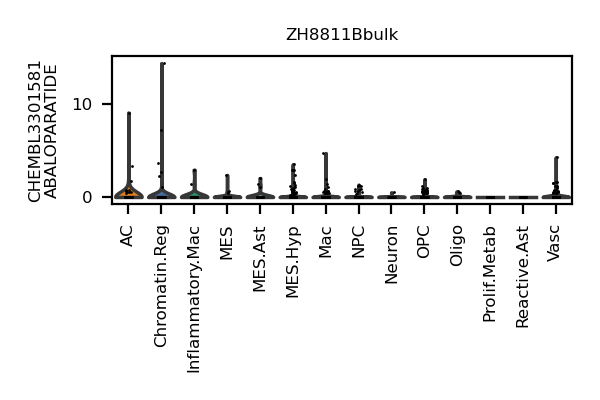 ZH8811Bbulk
CHEMBL3301581
ABALOPARATIDE
10
0
AC
Chromatin.Reg
Inflammatory.Mac
MES
MES.Ast
MES.Hyp
Mac
NPC
Neuron
OPC
Oligo
Prolif.Metab
Reactive.Ast
Vasc